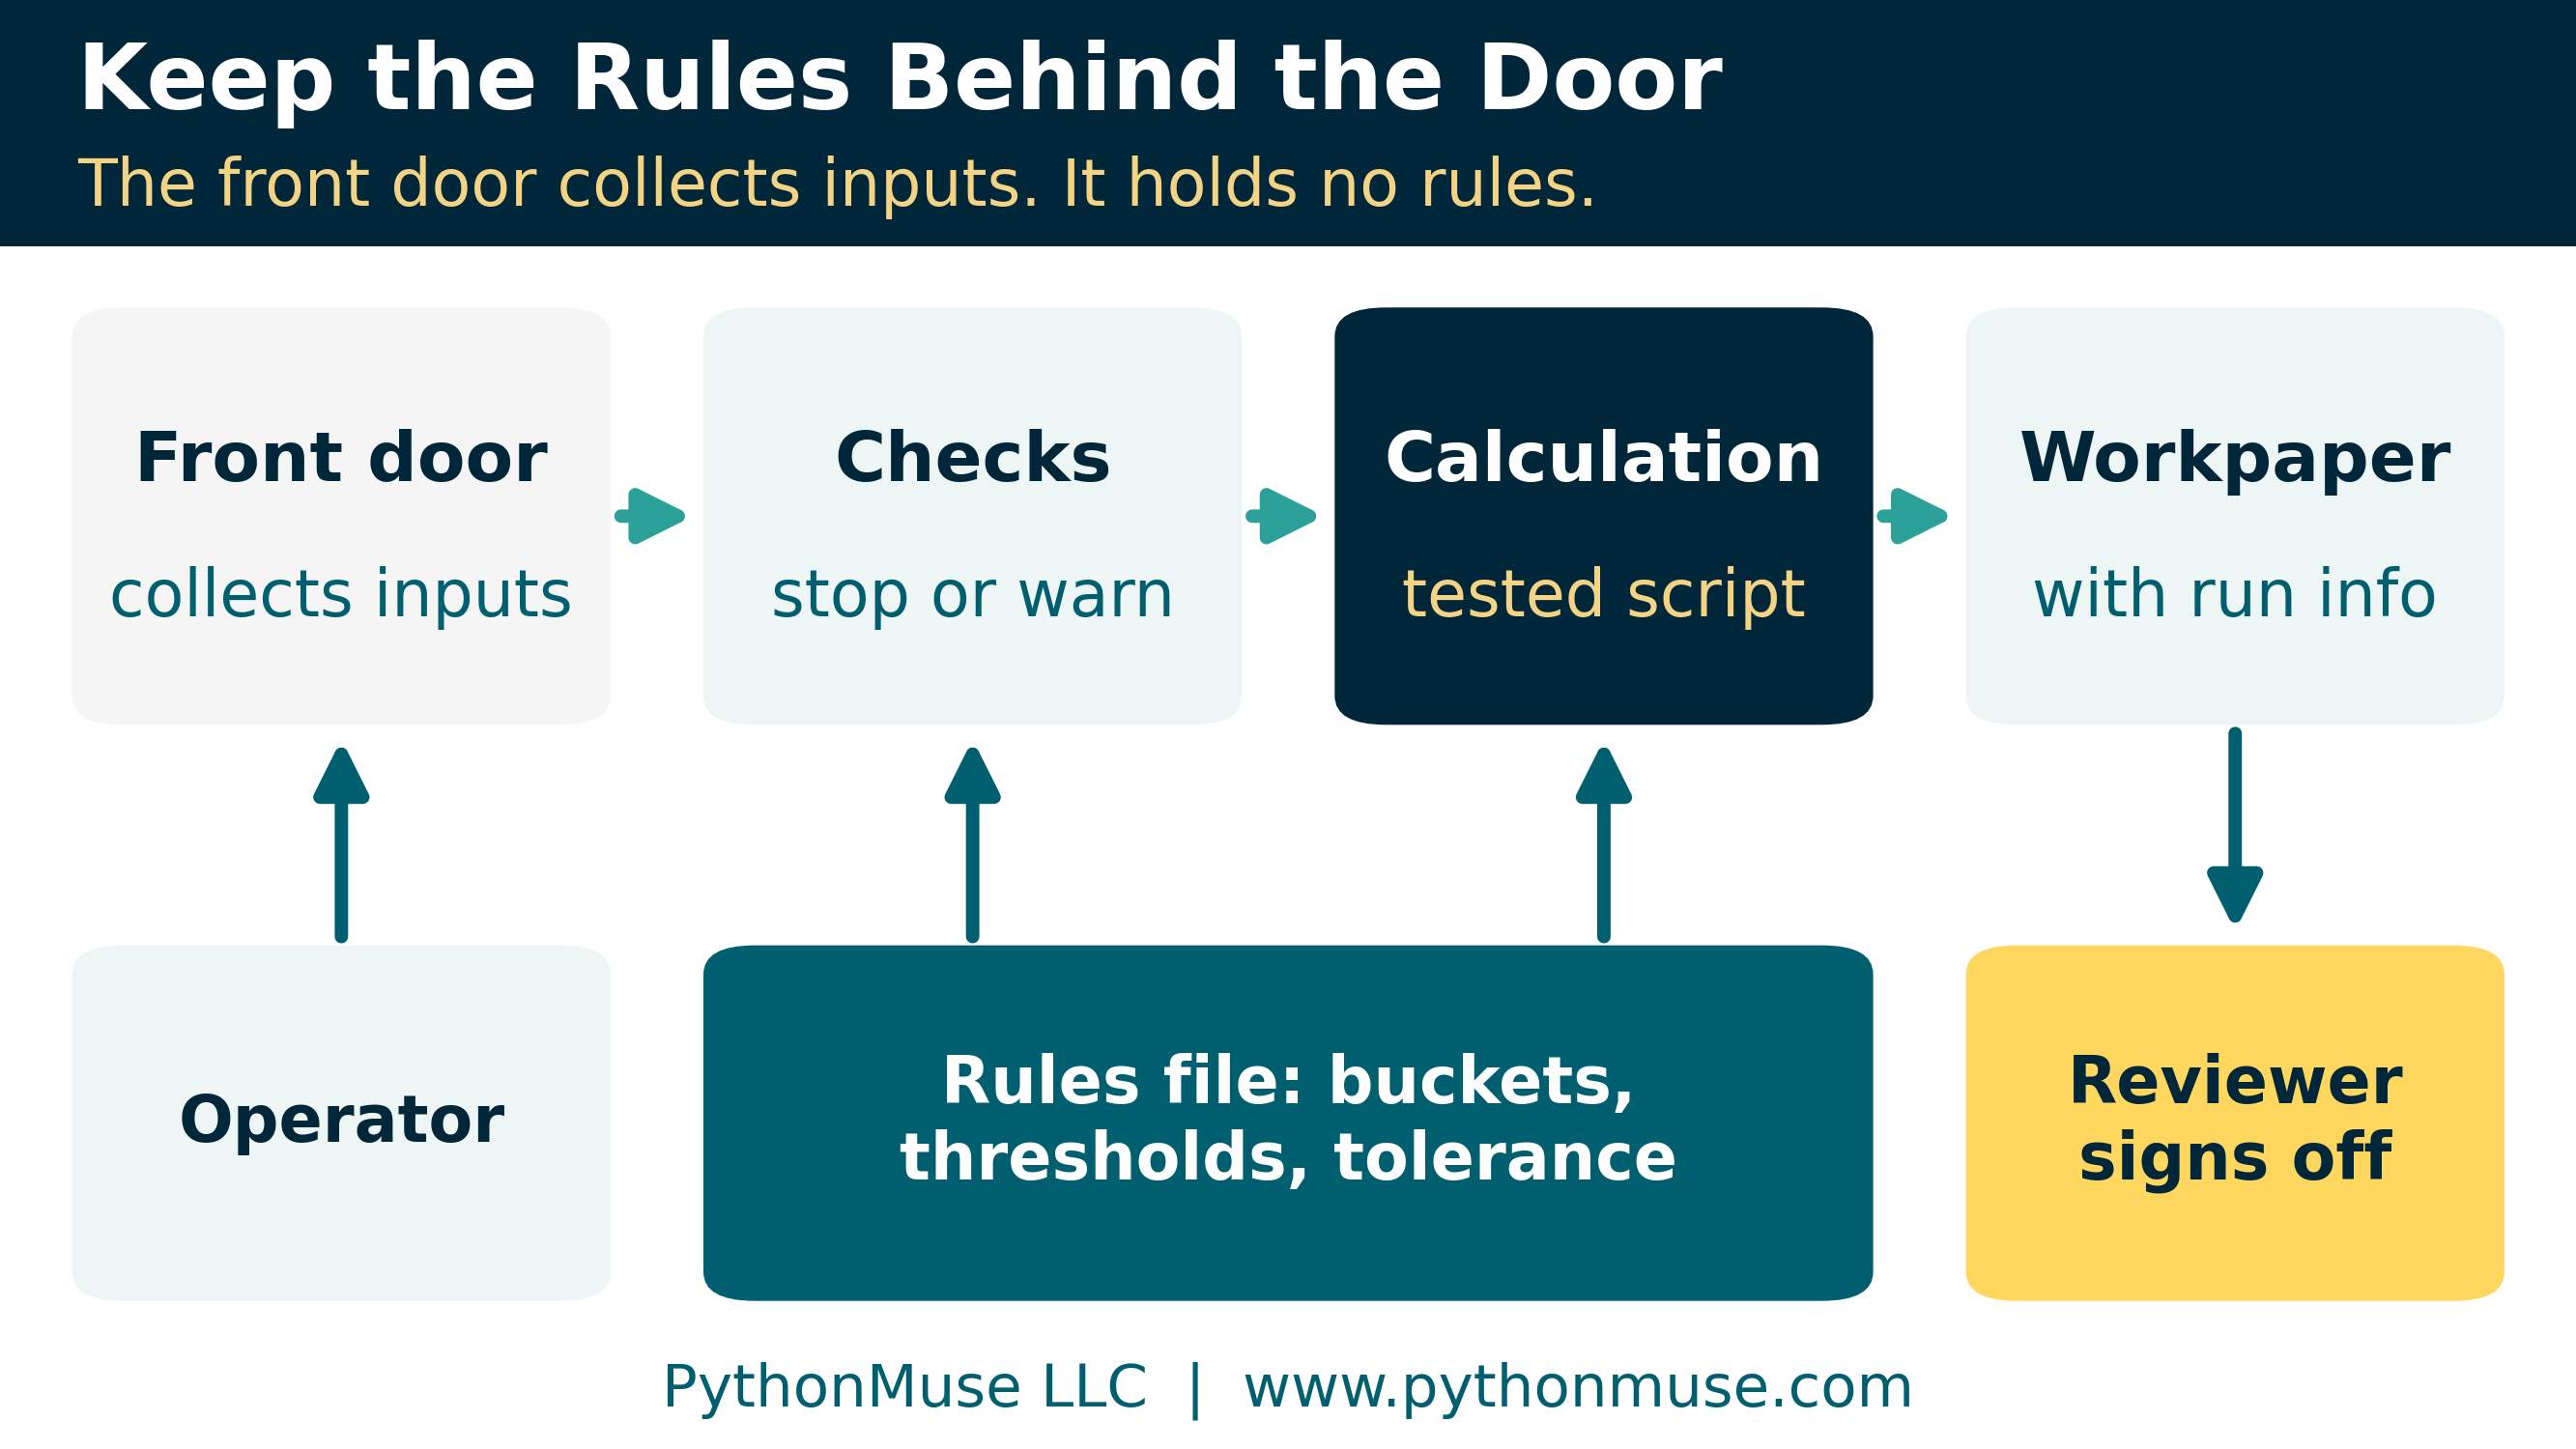 Keep the Rules Behind the Door
The front door collects inputs. It holds no rules.
Front door
collects inputs
Checks
stop or warn
Calculation
tested script
Workpaper
with run info
Operator
Rules file: buckets,
thresholds, tolerance
Reviewer
signs off
PythonMuse LLC | www.pythonmuse.com